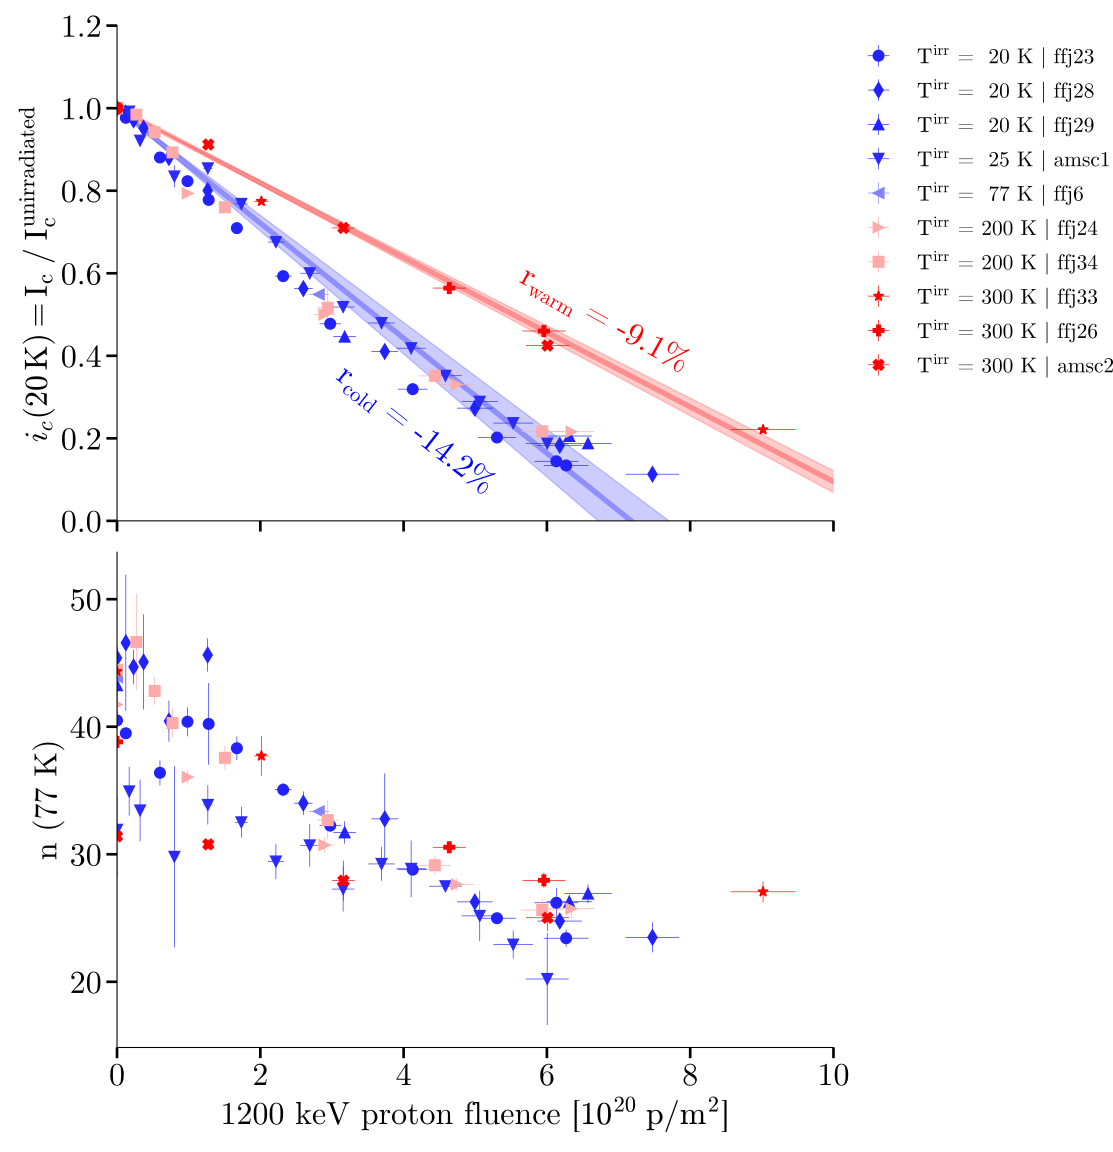 1.2
1.0
0.8
0.6
0.4
0.2
0.0
i_c(20 K) = I_c / I_c^unirradiated
r_warm = -9.1%
r_cold = -14.2%
T^irr = 20 K | ffj23
T^irr = 20 K | ffj28
T^irr = 20 K | ffj29
T^irr = 25 K | amsc1
T^irr = 77 K | ffj6
T^irr = 200 K | ffj24
T^irr = 200 K | ffj34
T^irr = 300 K | ffj33
T^irr = 300 K | ffj26
T^irr = 300 K | amsc2
50
40
30
20
n (77 K)
0 2 4 6 8 10
1200 keV proton fluence [10^20 p/m^2]